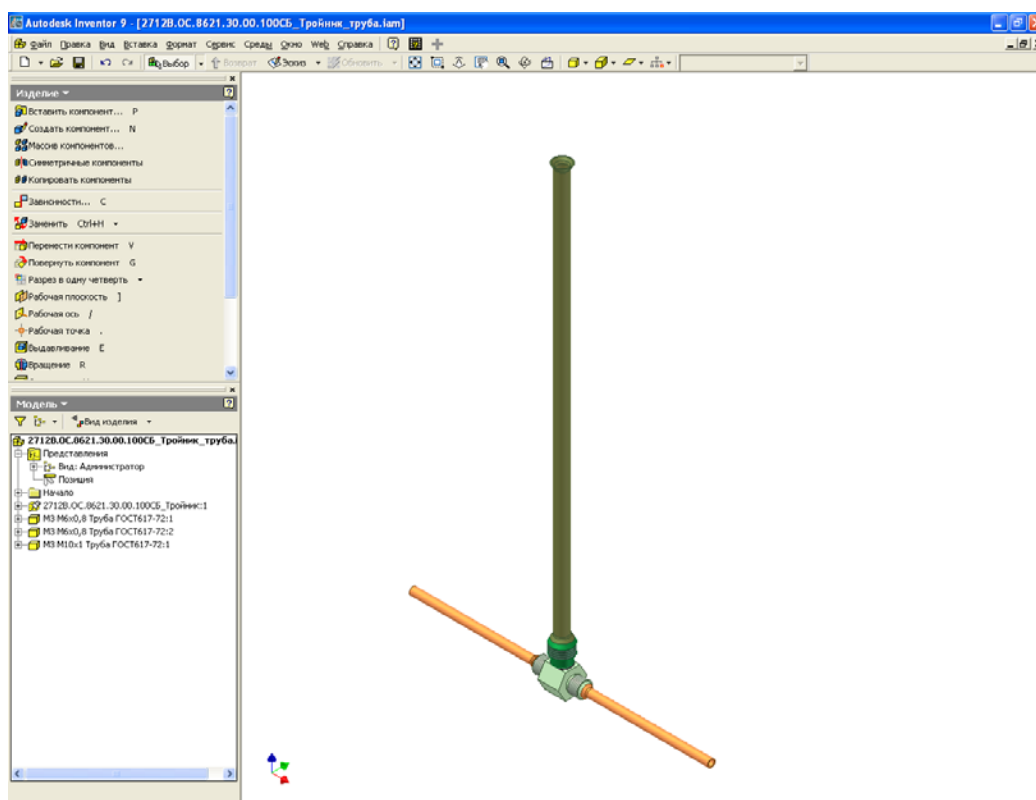 Autodesk Inventor 9 - [2712В.ОС.8621.30.00.100СБ_Тройник_труба.iam]
Файл Правка Вид Вставка Формат Сервис Среды Окно Web Справка
Выбор Возврат Эскиз Обновить
Изделие
Вставить компонент... P
Создать компонент... N
Массив компонентов...
Симметричные компоненты
Копировать компоненты
Зависимости... C
Заменить Ctrl+H
Перенести компонент V
Повернуть компонент G
Разрез в одну четверть
Рабочая плоскость ]
Рабочая ось /
Рабочая точка .
Выдавливание E
Вращение R
Модель
Вид изделия
2712В.ОС.8621.30.00.100СБ_Тройник_труба.i
Представления
Вид: Администратор
Позиция
Начало
2712В.ОС.8621.30.00.100СБ_Тройник:1
М3 М6х0,8 Труба ГОСТ617-72:1
М3 М6х0,8 Труба ГОСТ617-72:2
М3 М10х1 Труба ГОСТ617-72:1